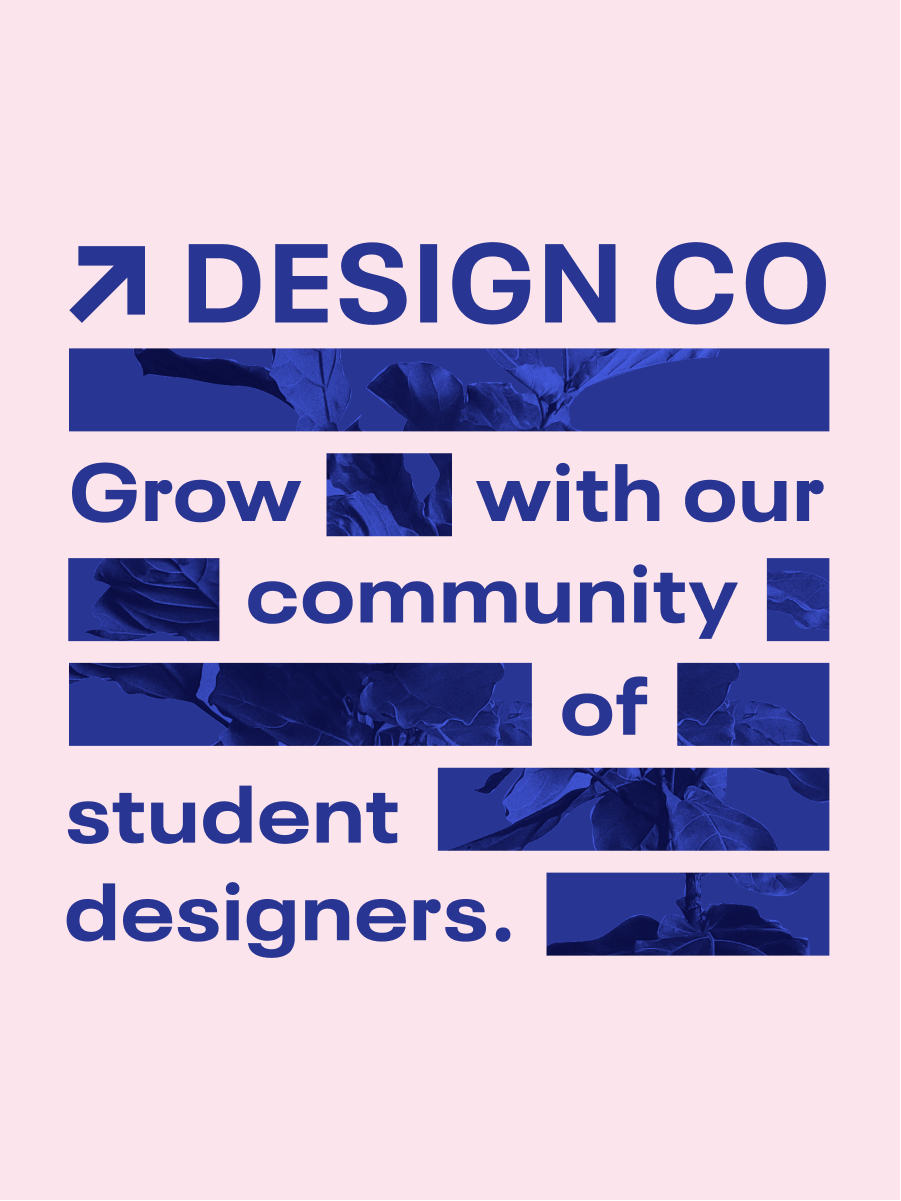 DESIGN CO
Grow with our
community
of
student
designers.